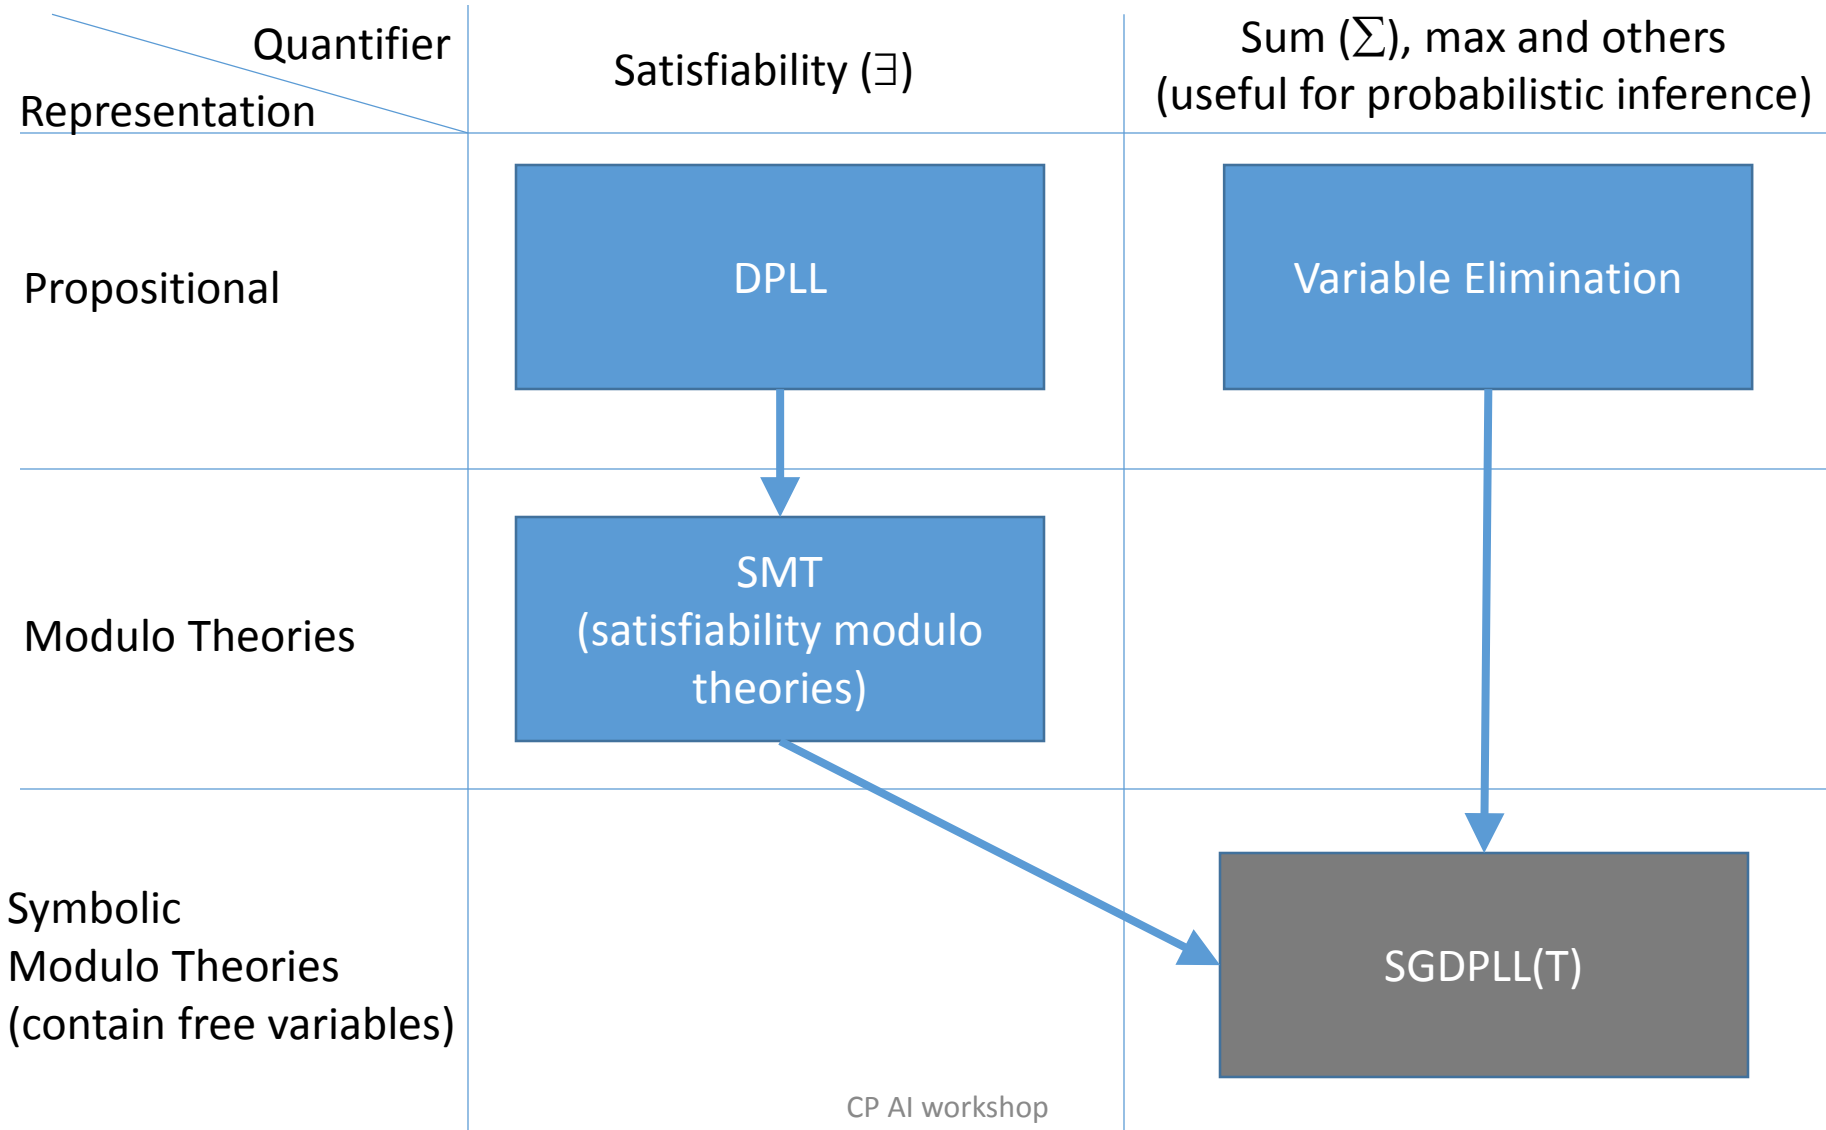 Quantifier
Representation
Satisfiability (∃)
Sum (∑), max and others
(useful for probabilistic inference)
Propositional
DPLL
Variable Elimination
Modulo Theories
SMT
(satisfiability modulo
theories)
Symbolic
Modulo Theories
(contain free variables)
SGDPLL(T)
CP AI workshop